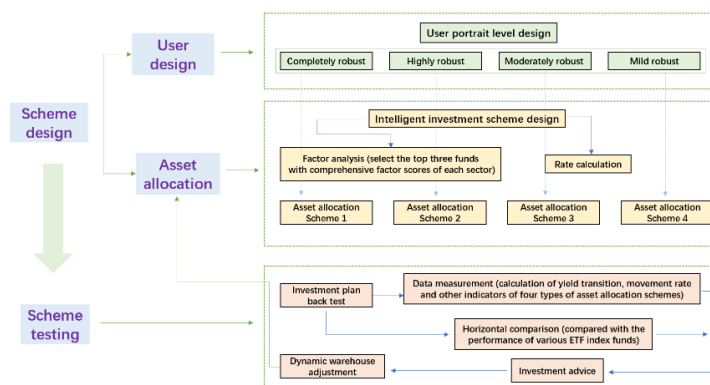 User portrait level design
User
design
Completely robust
Highly robust
Moderately robust
Mild robust
Scheme
design
Intelligent investment scheme design
Asset
allocation
Factor analysis (select the top three funds
with comprehensive factor scores of each sector)
Rate calculation
Asset allocation
Scheme 1
Asset allocation
Scheme 2
Asset allocation
Scheme 3
Asset allocation
Scheme 4
Scheme
testing
Investment plan
back test
Data measurement (calculation of yield transition, movement rate
and other indicators of four types of asset allocation schemes)
Horizontal comparison (compared with the
performance of various ETF index funds)
Dynamic warehouse
adjustment
Investment advice